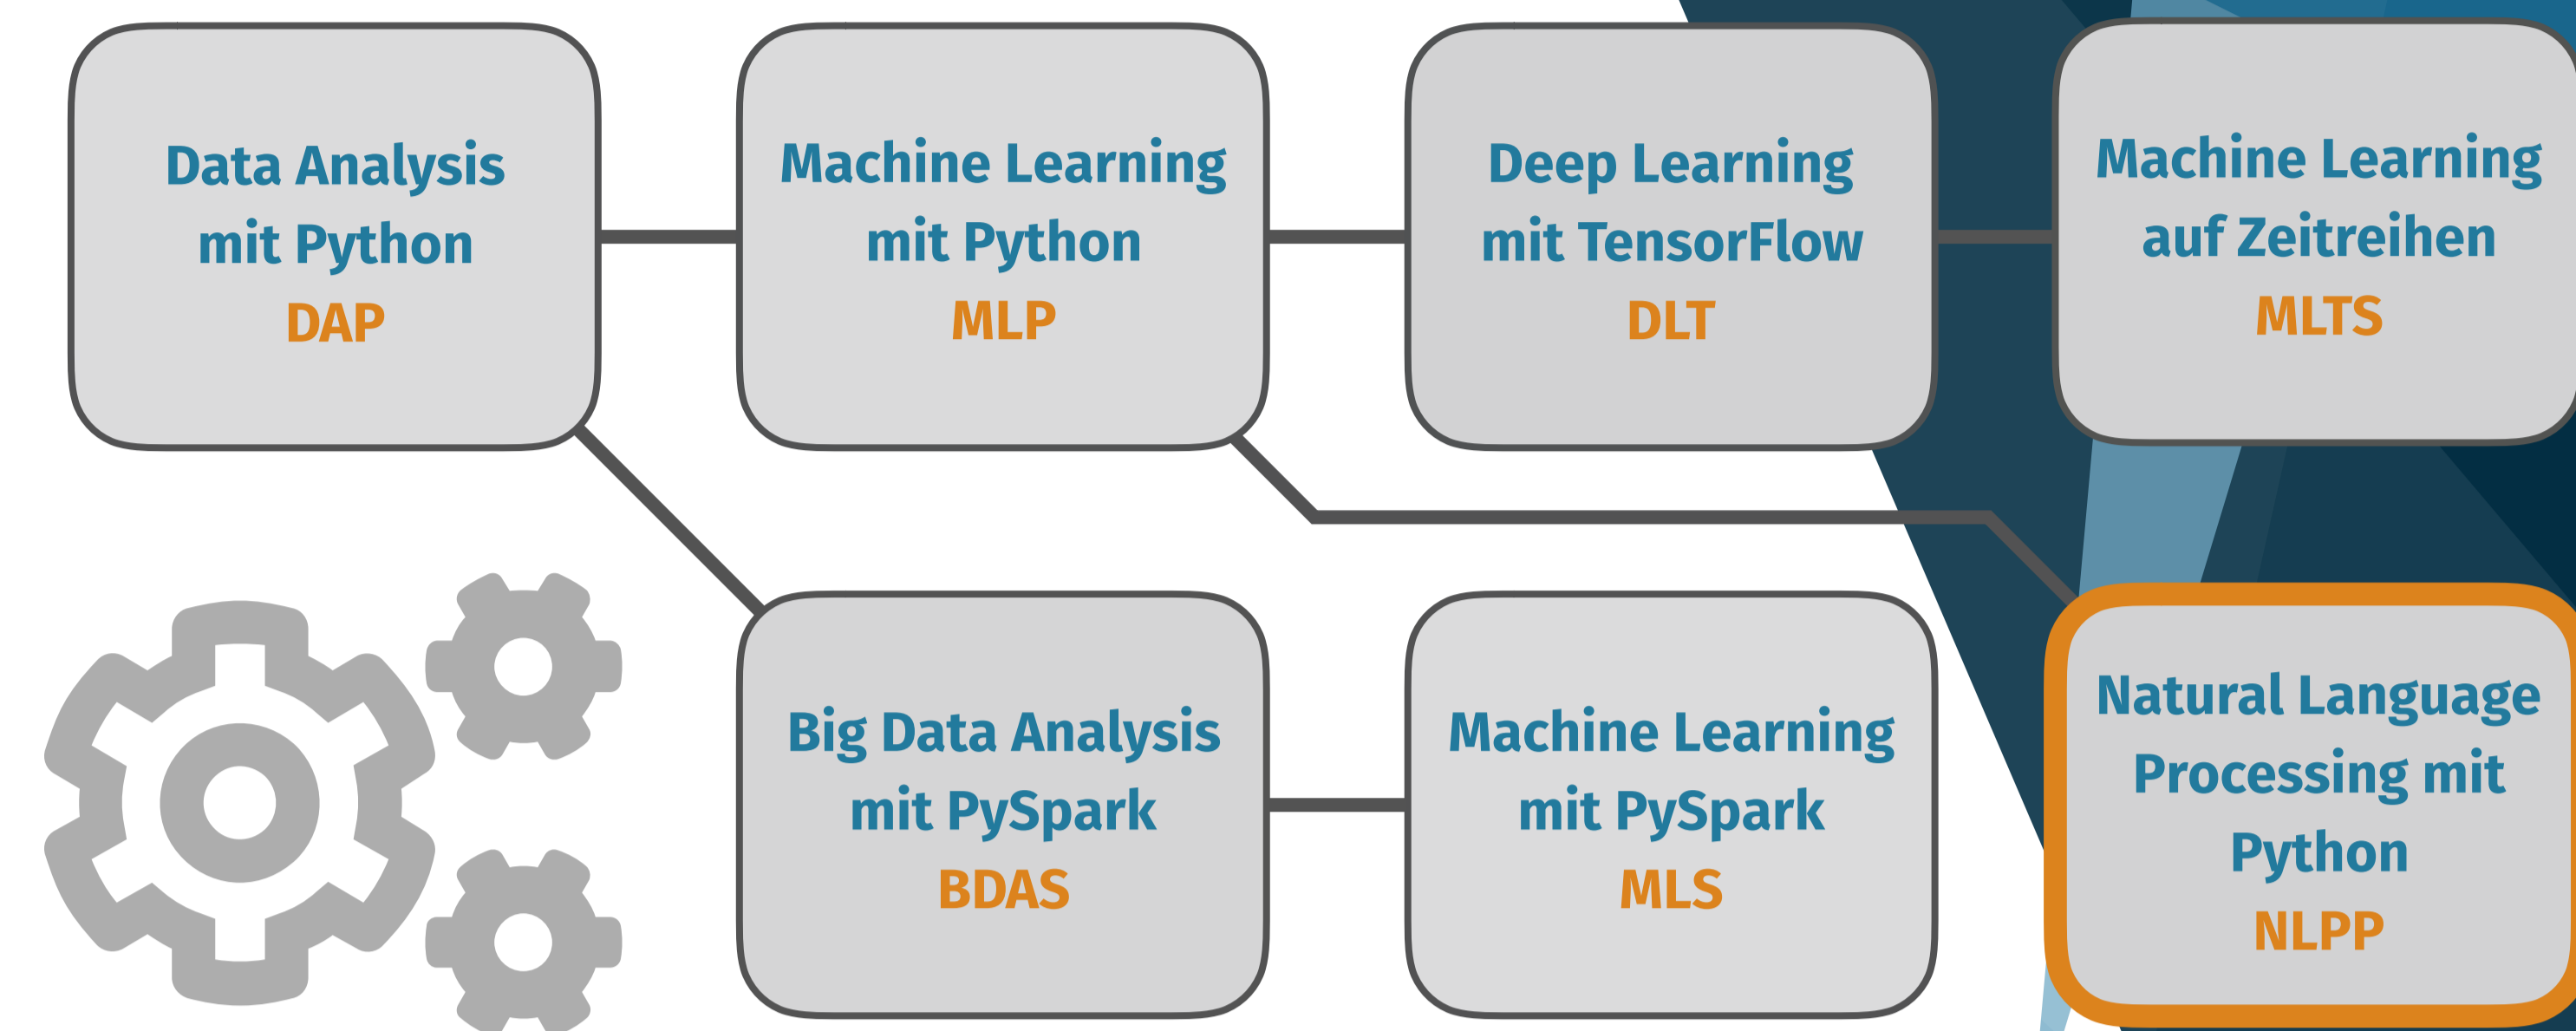 Data Analysis
mit Python
DAP
Machine Learning
mit Python
MLP
Deep Learning
mit TensorFlow
DLT
Machine Learning
auf Zeitreihen
MLTS
Big Data Analysis
mit PySpark
BDAS
Machine Learning
mit PySpark
MLS
Natural Language
Processing mit
Python
NLPP